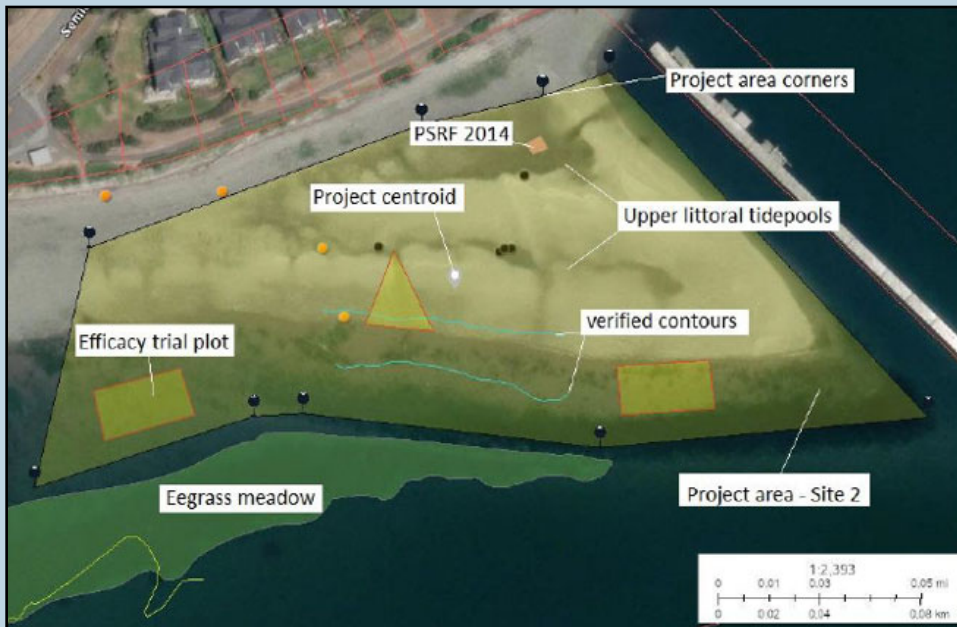 Semia
Project area corners
PSRF 2014
Project centroid
Upper littoral tidepools
verified contours
Efficacy trial plot
Eegrass meadow
Project area - Site 2
1:2,393
0 0.01 0.03 0.05 mi
0 0.02 0.04 0.08 km